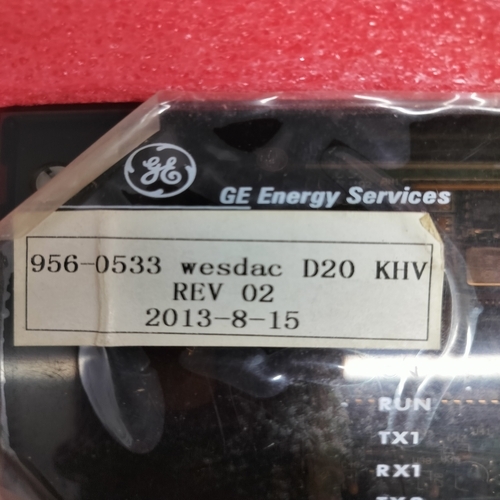 GE
GE Energy Services
956-0533 wesdac D20 KHV
REV 02
2013-8-15
RUN
TX1
RX1